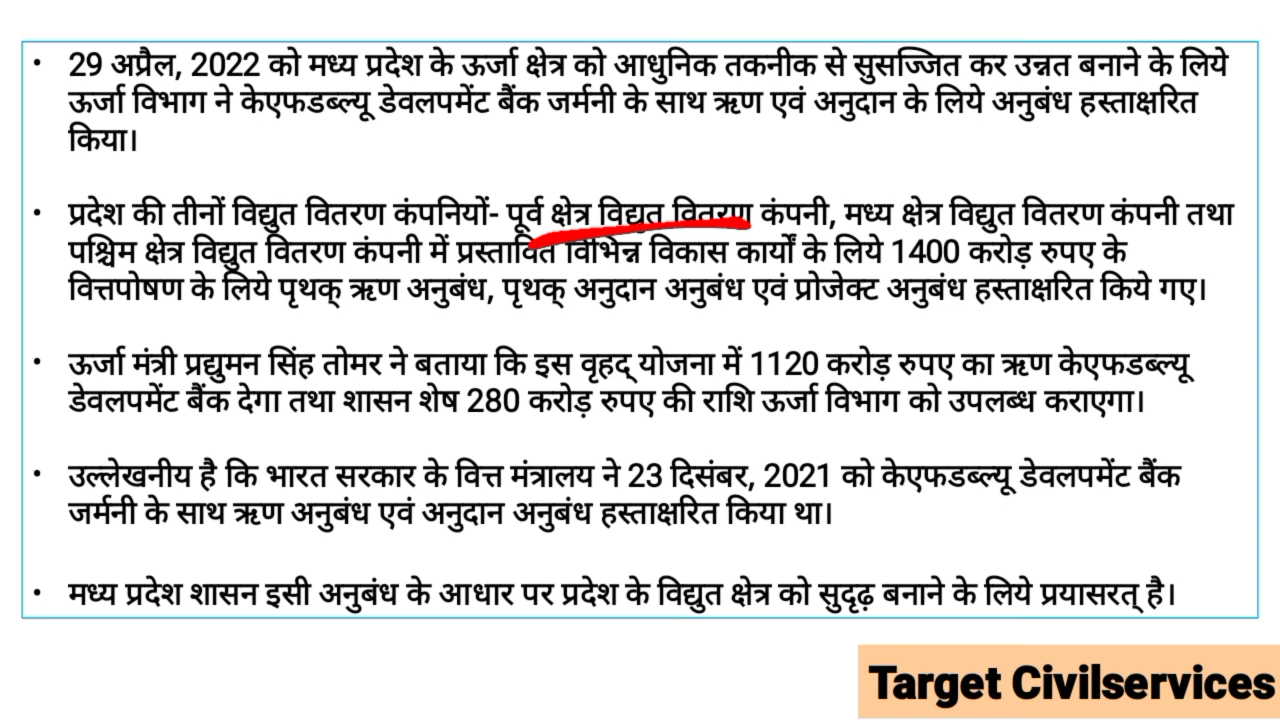 • 29 अप्रैल, 2022 को मध्य प्रदेश के ऊर्जा क्षेत्र को आधुनिक तकनीक से सुसज्जित कर उन्नत बनाने के लिये
ऊर्जा विभाग ने केएफडब्ल्यू डेवलपमेंट बैंक जर्मनी के साथ ऋण एवं अनुदान के लिये अनुबंध हस्ताक्षरित
किया।
• प्रदेश की तीनों विद्युत वितरण कंपनियों- पूर्व क्षेत्र विद्युत वितरण कंपनी, मध्य क्षेत्र विद्युत वितरण कंपनी तथा
पश्चिम क्षेत्र विद्युत वितरण कंपनी में प्रस्तावित विभिन्न विकास कार्यों के लिये 1400 करोड़ रुपए के
वित्तपोषण के लिये पृथक् ऋण अनुबंध, पृथक् अनुदान अनुबंध एवं प्रोजेक्ट अनुबंध हस्ताक्षरित किये गए।
• ऊर्जा मंत्री प्रद्युमन सिंह तोमर ने बताया कि इस वृहद् योजना में 1120 करोड़ रुपए का ऋण केएफडब्ल्यू
डेवलपमेंट बैंक देगा तथा शासन शेष 280 करोड़ रुपए की राशि ऊर्जा विभाग को उपलब्ध कराएगा।
• उल्लेखनीय है कि भारत सरकार के वित्त मंत्रालय ने 23 दिसंबर, 2021 को केएफडब्ल्यू डेवलपमेंट बैंक
जर्मनी के साथ ऋण अनुबंध एवं अनुदान अनुबंध हस्ताक्षरित किया था।
• मध्य प्रदेश शासन इसी अनुबंध के आधार पर प्रदेश के विद्युत क्षेत्र को सुदृढ़ बनाने के लिये प्रयासरत् है।
Target Civilservices